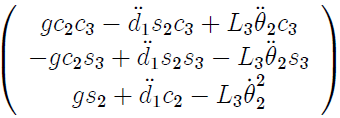 gc₂c₃ − d̈₁s₂c₃ + L₃θ̈₂c₃
−gc₂s₃ + d̈₁s₂s₃ − L₃θ̈₂s₃
gs₂ + d̈₁c₂ − L₃θ̇₂²